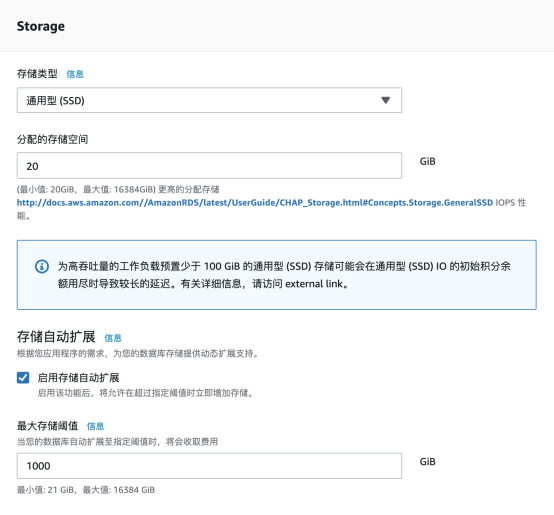 Storage
存储类型 信息
通用型 (SSD)
分配的存储空间
20 GiB
(最小值: 20GiB，最大值: 16384GiB) 更高的分配存储
http://docs.aws.amazon.com//AmazonRDS/latest/UserGuide/CHAP_Storage.html#Concepts.Storage.GeneralSSD IOPS 性
能。
为高吞吐量的工作负载预置少于 100 GiB 的通用型 (SSD) 存储可能会在通用型 (SSD) IO 的初始积分余
额用尽时导致较长的延迟。有关详细信息，请访问 external link。
存储自动扩展 信息
根据您应用程序的需求，为您的数据库存储提供动态扩展支持。
启用存储自动扩展
启用该功能后，将允许在超过指定阈值时立即增加存储。
最大存储阈值 信息
当您的数据库自动扩展至指定阈值时，将会收取费用
1000 GiB
最小值: 21 GiB，最大值: 16384 GiB